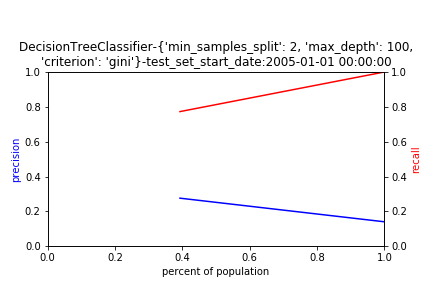 DecisionTreeClassifier-{'min_samples_split': 2, 'max_depth': 100,
'criterion': 'gini'}-test_set_start_date:2005-01-01 00:00:00
1.0
0.8
0.6
0.4
0.2
0.0
precision
1.0
0.8
0.6
0.4
0.2
0.0
recall
0.0 0.2 0.4 0.6 0.8 1.0
percent of population